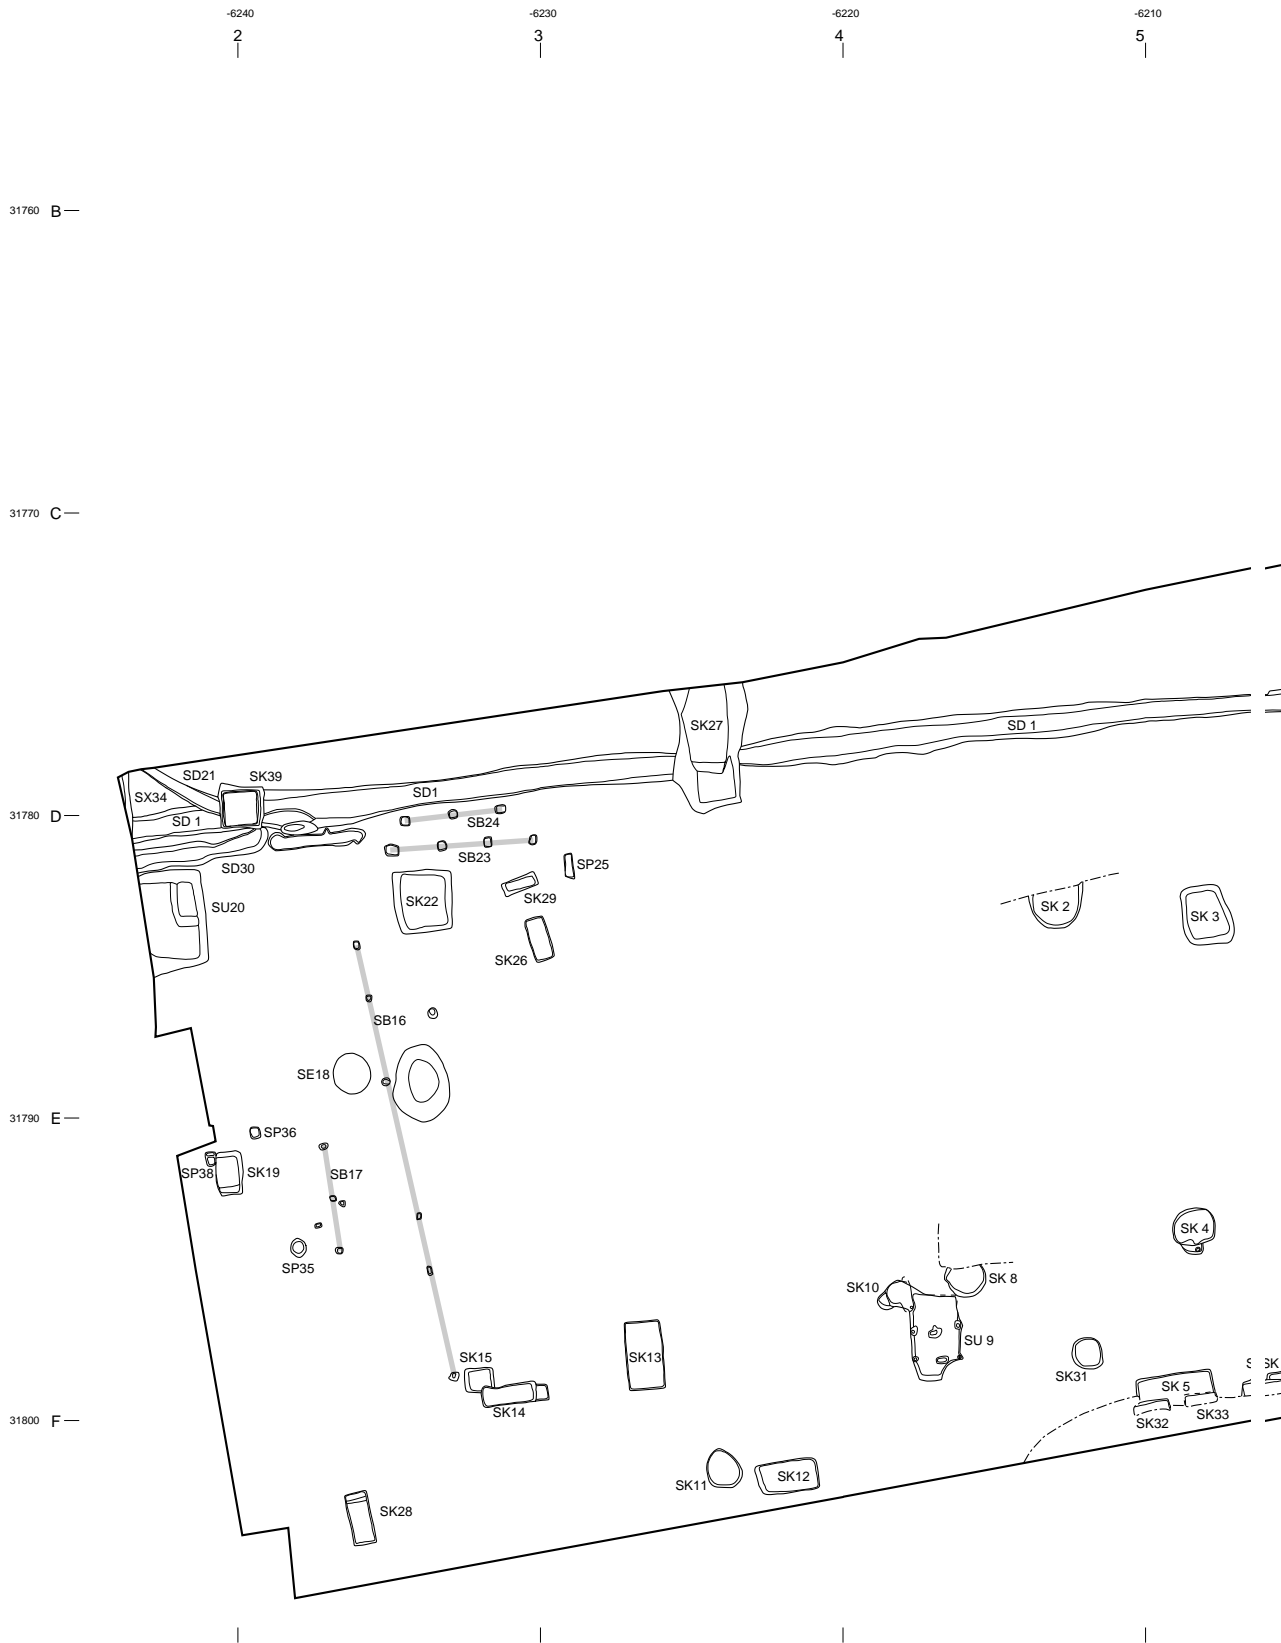 -6240 -6230 -6220 -6210
2 3 4 5
31760 B
31770 C
SK27 SD 1
SD21 SK39
SX34 SD1
31780 D SD 1 SB24
SB23
SD30 SP25
SU20 SK22 SK29 SK 2 SK 3
SK26
SB16
SE18
31790 E
SP36
SP38 SK19 SB17
SK 4
SP35
SK10 SK 8
SU 9
SK15 SK13
SK31 SK
SK14 SK 5
31800 F SK32 SK33
SK11 SK12
SK28